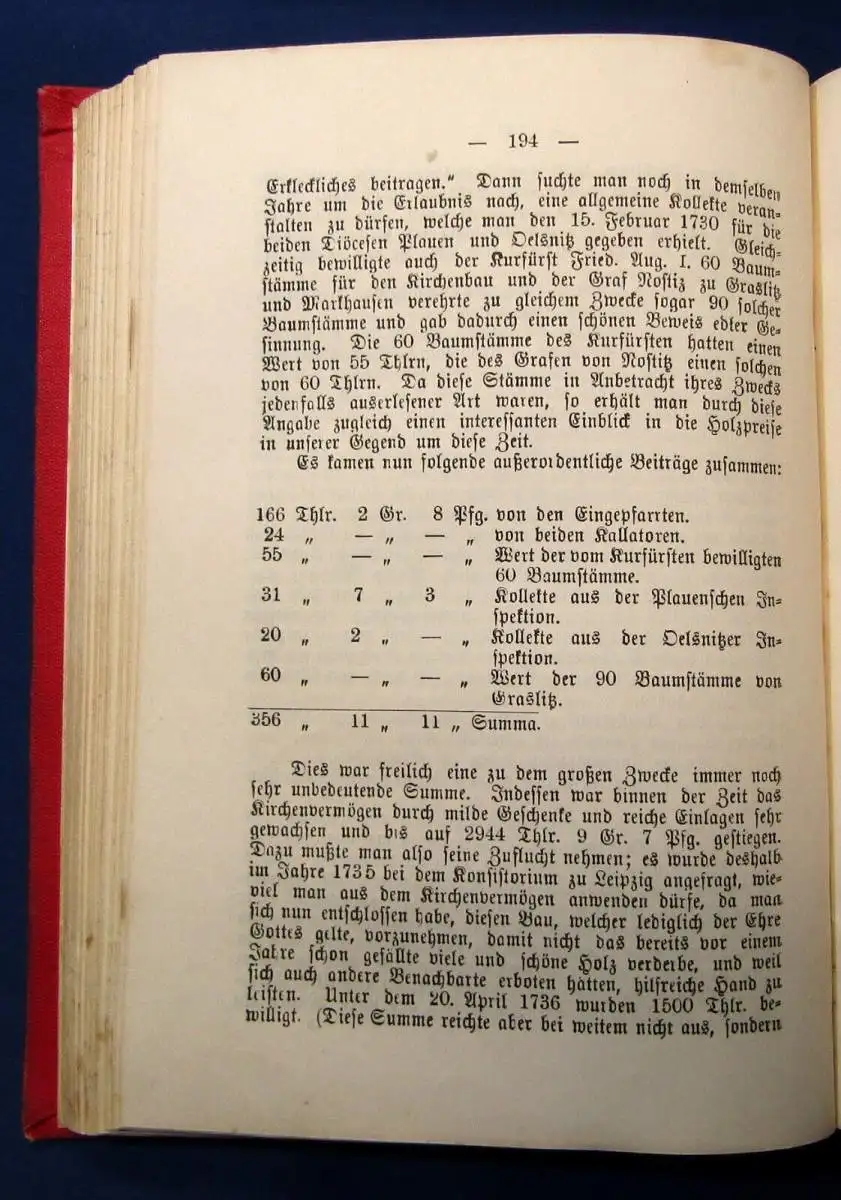 — 194 —
Erkleckliches beitragen.“ Dann suchte man noch in demselben
Jahre um die Erlaubnis nach, eine allgemeine Kollekte veran-
stalten zu dürfen, welche man den 15. Februar 1730 für die
beiden Diöcesen Plauen und Oelsnitz gegeben erhielt. Gleich-
zeitig bewilligte auch der Kurfürst Fried. Aug. I. 60 Baum-
stämme für den Kirchenbau und der Graf Nostiz zu Graslitz
und Markhausen verehrte zu gleichem Zwecke sogar 90 solcher
Baumstämme und gab dadurch einen schönen Beweis edler Ge-
sinnung. Die 60 Baumstämme des Kurfürsten hatten einen
Wert von 55 Thlrn, die des Grafen von Nostitz einen solchen
von 60 Thlrn. Da diese Stämme in Anbetracht ihres Zwecks
jedenfalls auserlesener Art waren, so erhält man durch diese
Angabe zugleich einen interessanten Einblick in die Holzpreise
in unserer Gegend um diese Zeit.
Es kamen nun folgende außerordentliche Beiträge zusammen:
166 Thlr. 2 Gr. 8 Pfg. von den Eingepfarrten.
24 „ — „ — „ von beiden Kallatoren.
55 „ — „ — „ Wert der vom Kurfürsten bewilligten
60 Baumstämme.
31 „ 7 „ 3 „ Kollekte aus der Plauenschen In-
spektion.
20 „ 2 „ — „ Kollekte aus der Oelsnitzer In-
spektion.
60 „ — „ — „ Wert der 90 Baumstämme von
Graslitz.
356 „ 11 „ 11 „ Summa.
Dies war freilich eine zu dem großen Zwecke immer noch
sehr unbedeutende Summe. Indessen war binnen der Zeit das
Kirchenvermögen durch milde Geschenke und reiche Einlagen sehr
gewachsen und bis auf 2944 Thlr. 9 Gr. 7 Pfg. gestiegen.
Dazu mußte man also seine Zuflucht nehmen; es wurde deshalb
im Jahre 1735 bei dem Konsistorium zu Leipzig angefragt, wie-
viel man aus dem Kirchenvermögen anwenden dürfe, da man
sich nun entschlossen habe, diesen Bau, welcher lediglich der Ehre
Gottes gelte, vorzunehmen, damit nicht das bereits vor einem
Jahre schon gefällte viele und schöne Holz verderbe, und weil
sich auch andere Benachbarte erboten hätten, hilfreiche Hand zu
leisten. Unter dem 20. April 1736 wurden 1500 Thlr. be-
willigt. (Diese Summe reichte aber bei weitem nicht aus, sondern